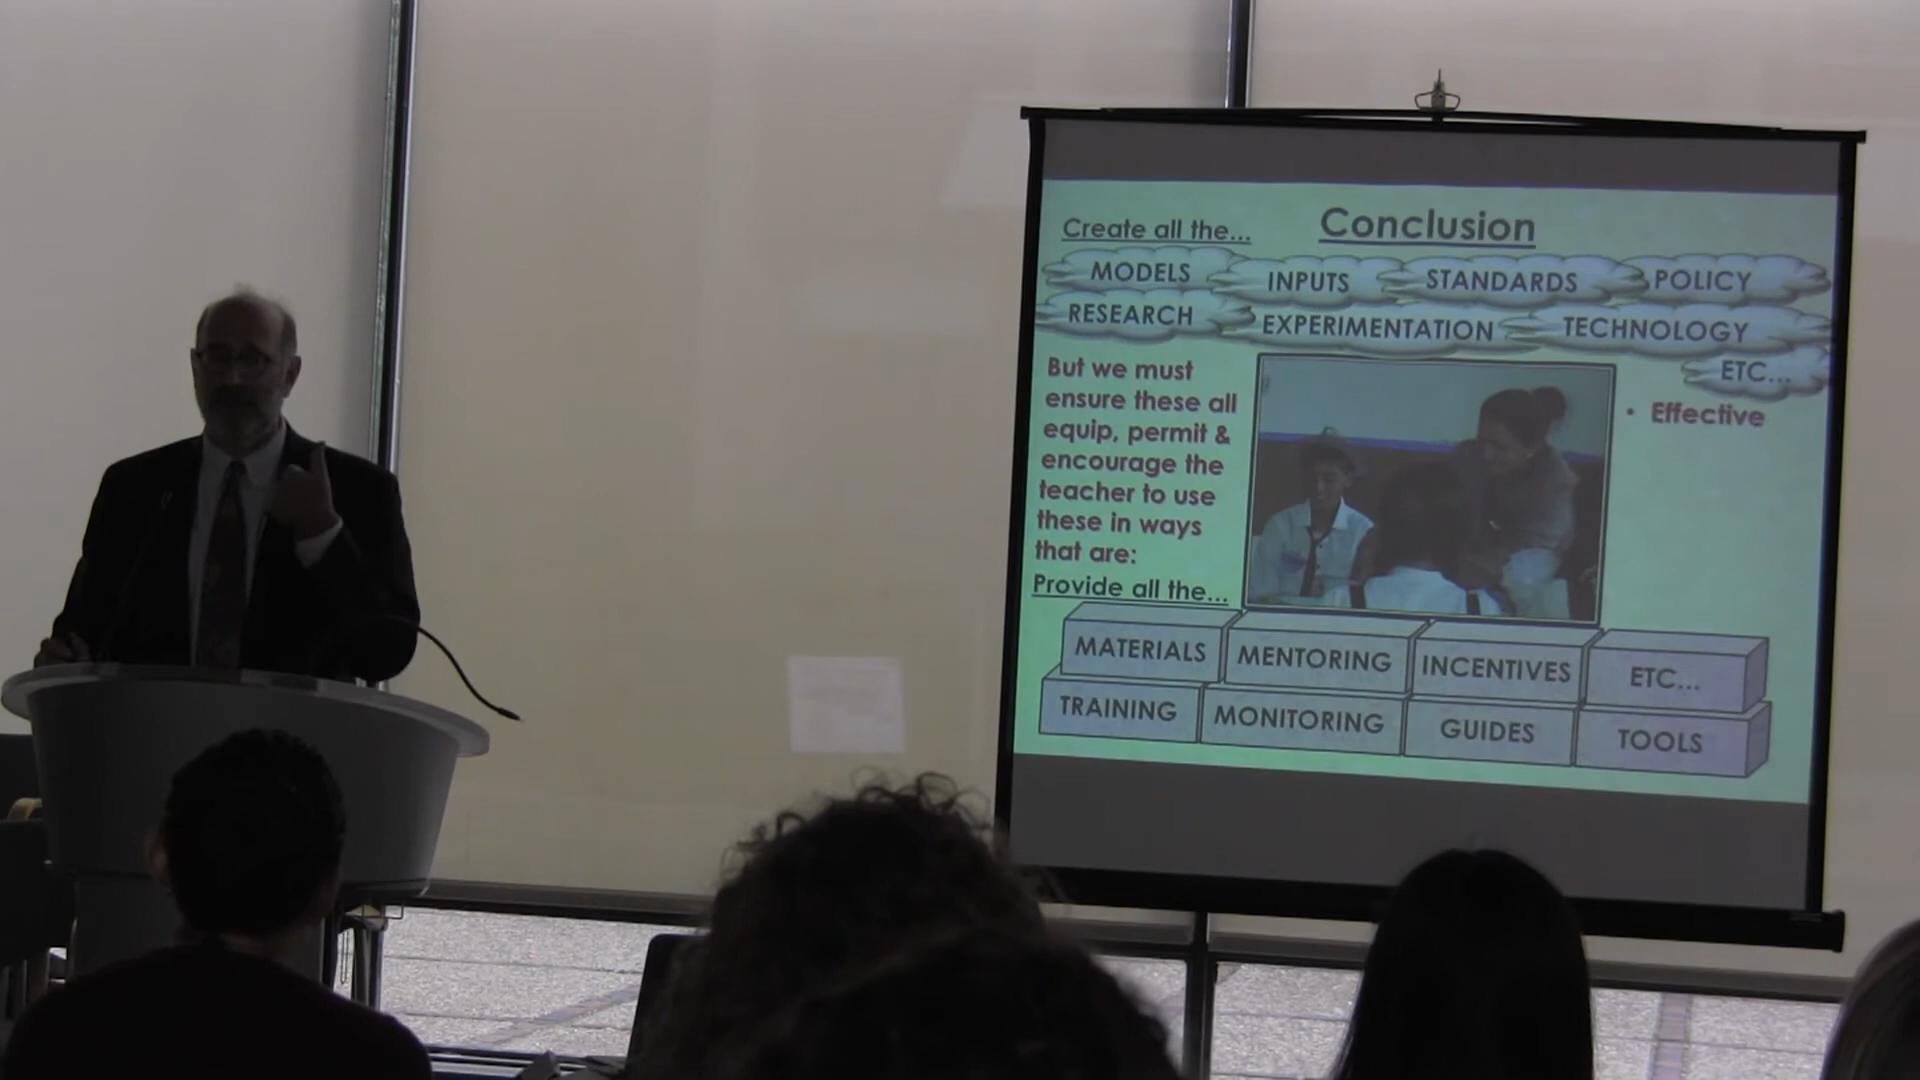 Conclusion
Create all the...
MODELS INPUTS STANDARDS POLICY
RESEARCH EXPERIMENTATION TECHNOLOGY
ETC...
But we must
ensure these all
equip, permit &
encourage the
teacher to use
these in ways
that are:
• Effective
Provide all the...
MATERIALS MENTORING INCENTIVES ETC...
TRAINING MONITORING GUIDES TOOLS